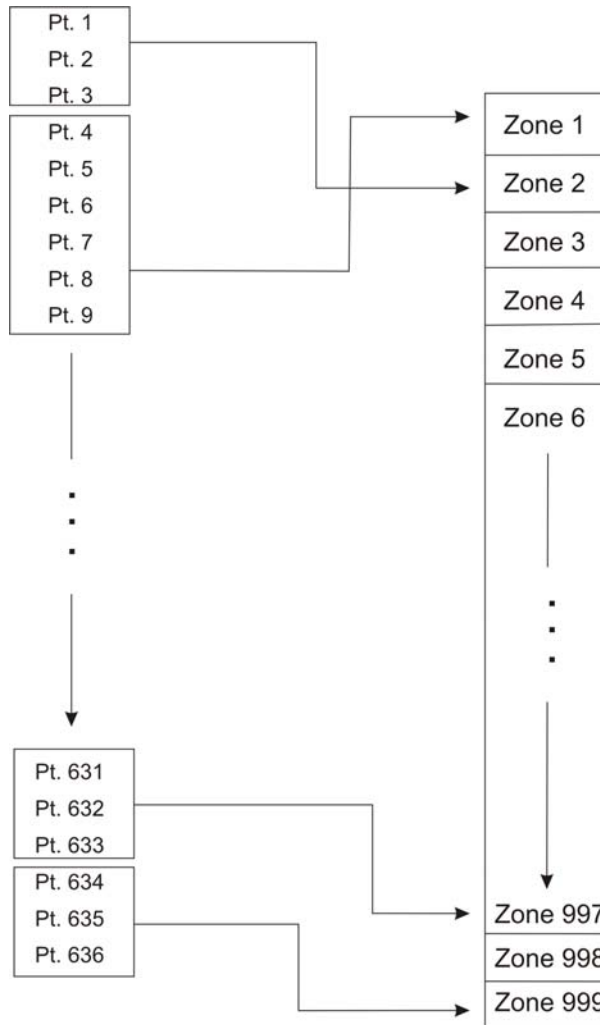 Pt. 1
Pt. 2
Pt. 3
Pt. 4
Pt. 5
Pt. 6
Pt. 7
Pt. 8
Pt. 9
Pt. 631
Pt. 632
Pt. 633
Pt. 634
Pt. 635
Pt. 636
Zone 1
Zone 2
Zone 3
Zone 4
Zone 5
Zone 6
Zone 997
Zone 998
Zone 999